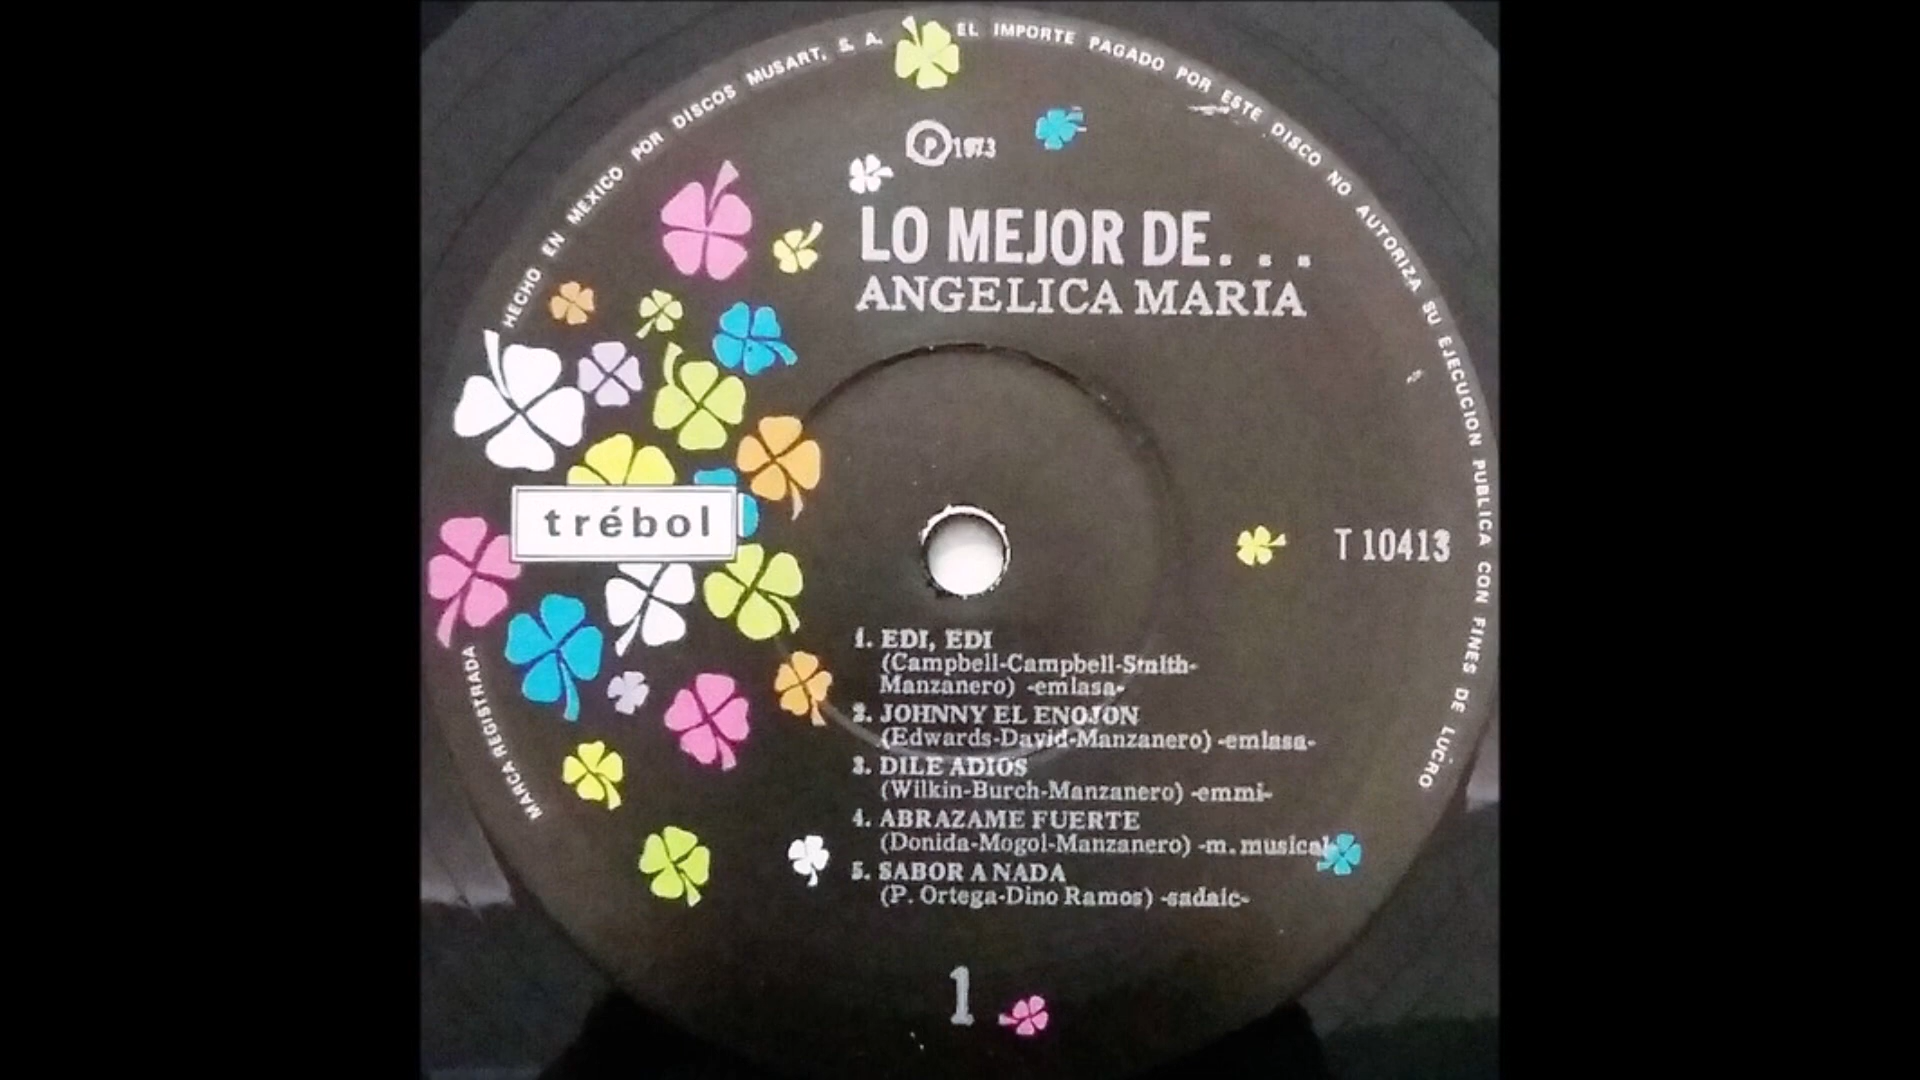 HECHO EN MEXICO POR DISCOS MUSART, S. A.
EL IMPORTE PAGADO POR ESTE DISCO NO AUTORIZA SU EJECUCION PUBLICA CON FINES DE LUCRO
P 1973
LO MEJOR DE. . .
ANGELICA MARIA
trébol
T 10413
MARCA REGISTRADA
1. EDI, EDI
(Campbell-Campbell-Smith-
Manzanero) -emlasa-
2. JOHNNY EL ENOJON
(Edwards-David-Manzanero) -emlasa-
3. DILE ADIOS
(Wilkin-Burch-Manzanero) -emmi-
4. ABRAZAME FUERTE
(Donida-Mogol-Manzanero) -m. musical-
5. SABOR A NADA
(P. Ortega-Dino Ramos) -sadaic-
1